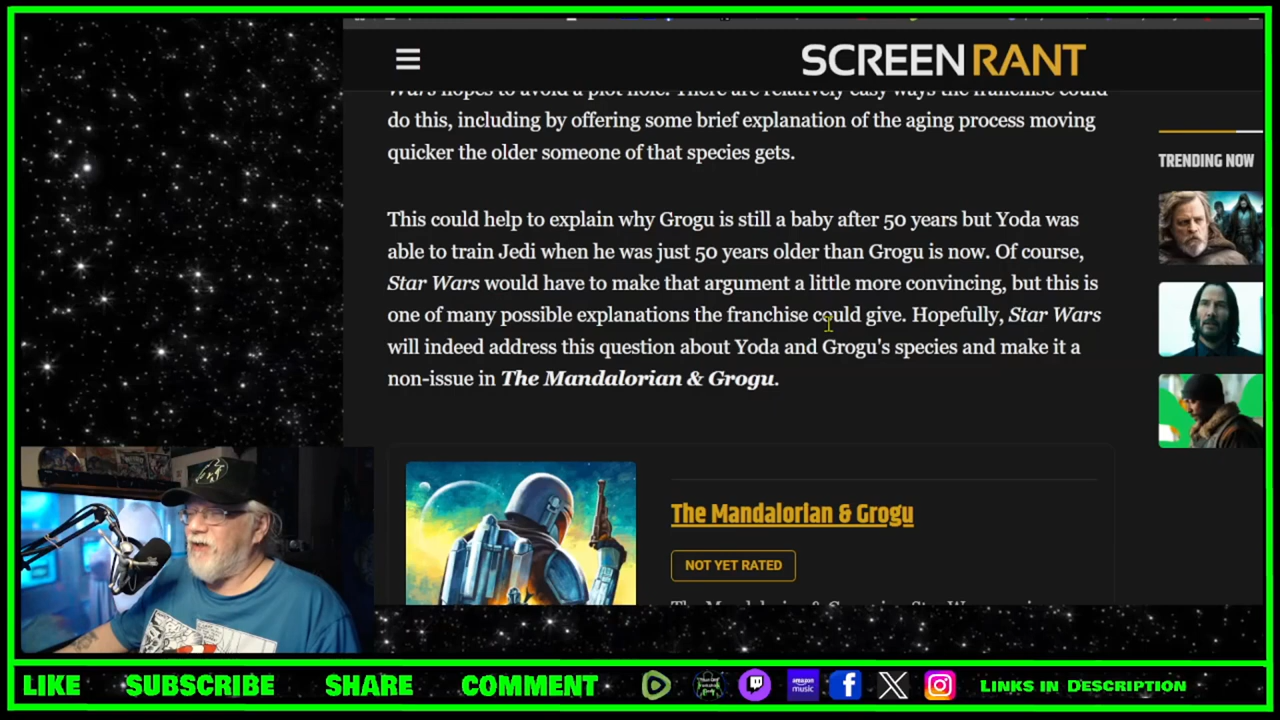 SCREENRANT
Wars hopes to avoid a plot hole. There are relatively easy ways the franchise could
do this, including by offering some brief explanation of the aging process moving
quicker the older someone of that species gets.
TRENDING NOW
This could help to explain why Grogu is still a baby after 50 years but Yoda was
able to train Jedi when he was just 50 years older than Grogu is now. Of course,
Star Wars would have to make that argument a little more convincing, but this is
one of many possible explanations the franchise could give. Hopefully, Star Wars
will indeed address this question about Yoda and Grogu's species and make it a
non-issue in The Mandalorian & Grogu.
The Mandalorian & Grogu
NOT YET RATED
LIKE SUBSCRIBE SHARE COMMENT
amazon music
LINKS IN DESCRIPTION